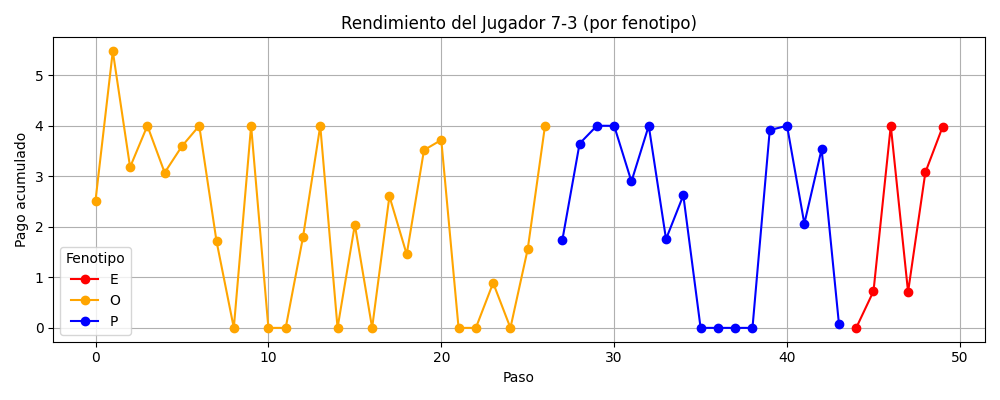 Rendimiento del Jugador 7-3 (por fenotipo)
Pago acumulado
5
4
3
2
1
0
Fenotipo
E
O
P
0 10 20 30 40 50
Paso